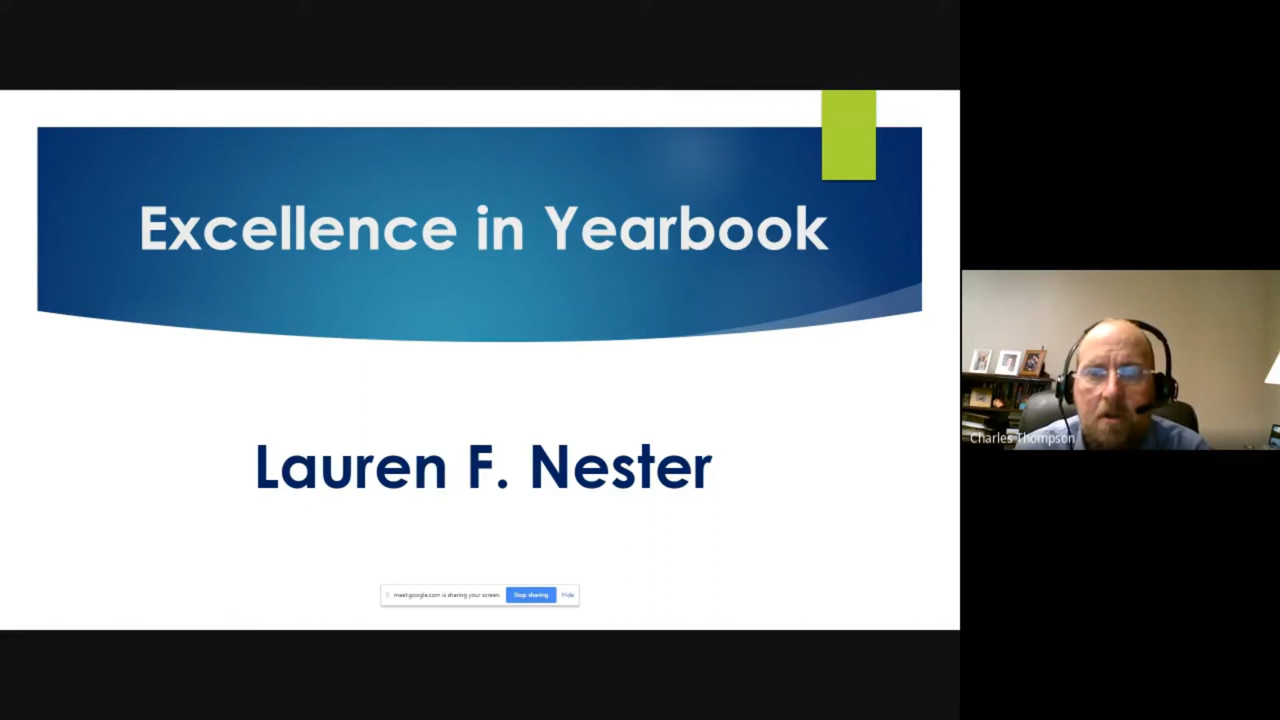 Excellence in Yearbook
Lauren F. Nester
meet.google.com is sharing your screen.
Stop sharing
Hide
Charles Thompson